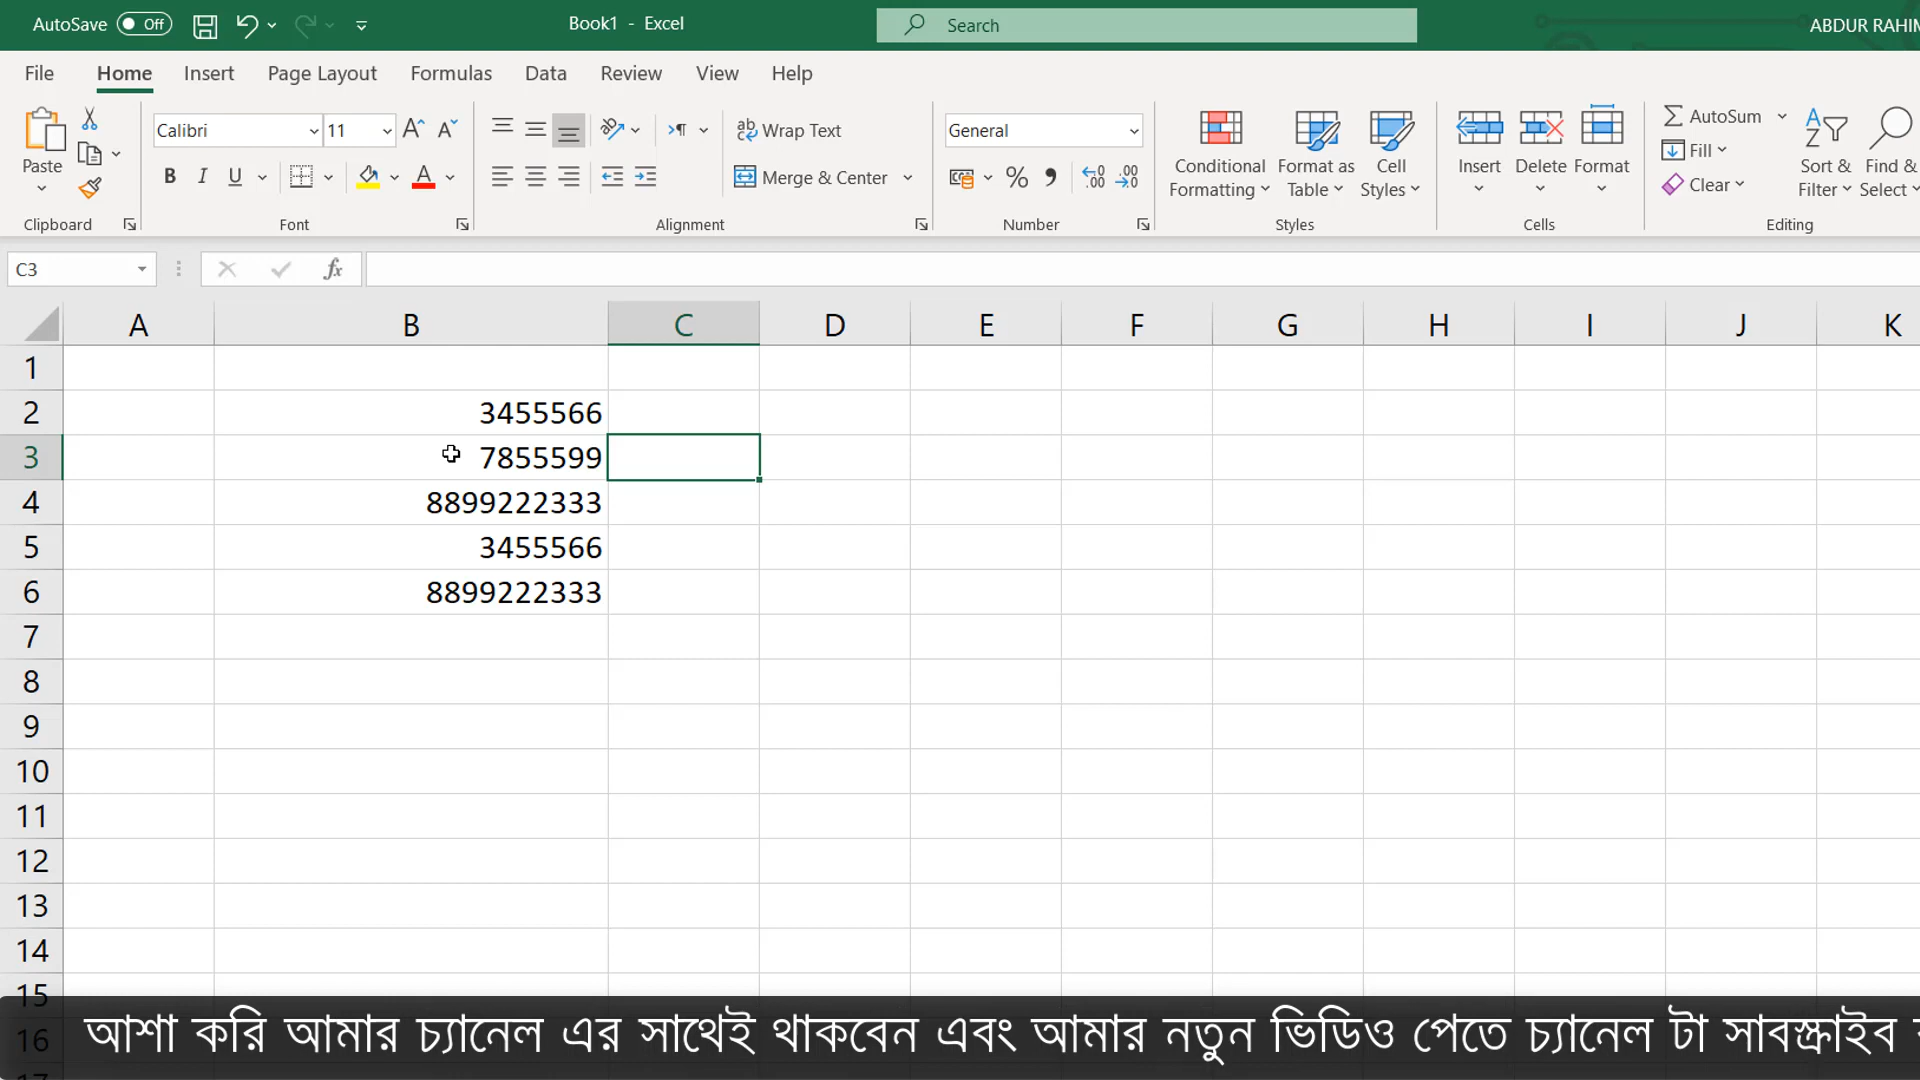 AutoSave Off Book1 - Excel Search ABDUR RAHIM
File Home Insert Page Layout Formulas Data Review View Help
Paste
Calibri 11
B I U
Wrap Text
Merge & Center
General
Conditional Formatting
Format as Table
Cell Styles
Insert Delete Format
AutoSum
Fill
Clear
Sort & Filter
Find & Select
Clipboard Font Alignment Number Styles Cells Editing
C3 fx
A B C D E F G H I J K
1
2 3455566
3 7855599
4 8899222333
5 3455566
6 8899222333
7
8
9
10
11
12
13
14
15
16
17
আশা করি আমার চ্যানেল এর সাথেই থাকবেন এবং আমার নতুন ভিডিও পেতে চ্যানেল টা সাবস্ক্রাইব